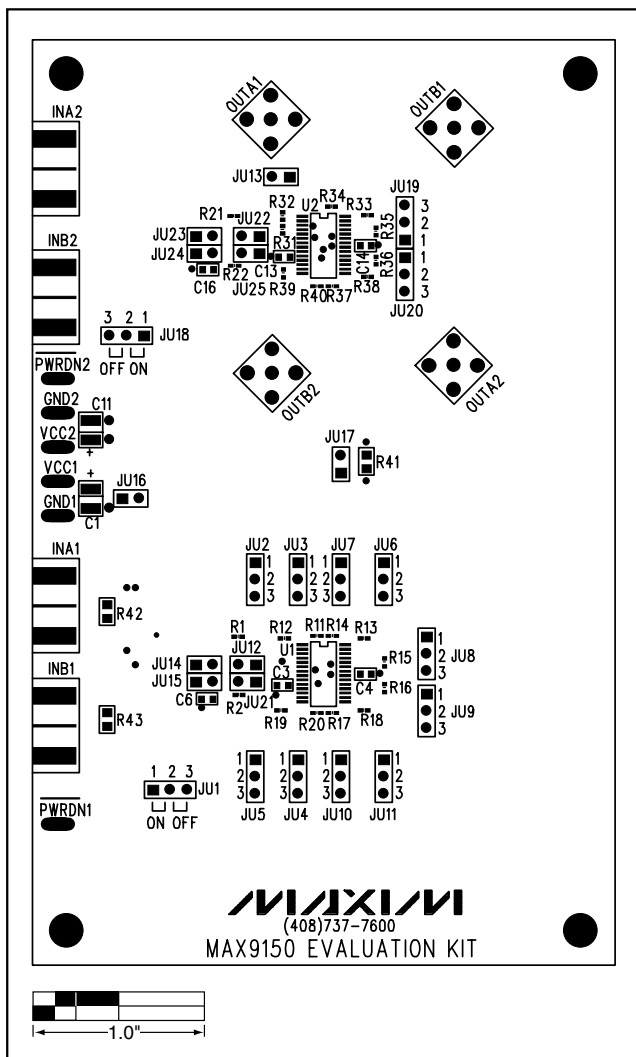 OUTA1 OUTB1
INA2
JU13
R34
R32 U2 R33 JU19
R21 JU22 R35 3
JU23 2
R31 1
JU24 C14 R36 1
INB2 R22 C13 2
C16 JU25 R39 R38 3
R40 R37 JU20
3 2 1
JU18
OFF ON
PWRDN2
GND2 C11 OUTB2 OUTA2
VCC2
+ JU17
VCC1 + R41
JU16
GND1
C1
JU2 JU3 JU7 JU6
INA1 1 1 1 1
2 2 2 2
3 3 3 3
R42
R1 R12 R11 R14 R13
JU12 U1 1
JU14 R15 2 JU8
C3 3
JU15 C4 R16
INB1 C6 R2 JU21 1
R19 R20 R17 R18 2 JU9
R43 3
1 2 3 1 1 1 1
JU1 2 2 2 2
PWRDN1 3 3 3 3
ON OFF JU5 JU4 JU10 JU11
MAXIM
(408)737-7600
MAX9150 EVALUATION KIT
1.0"